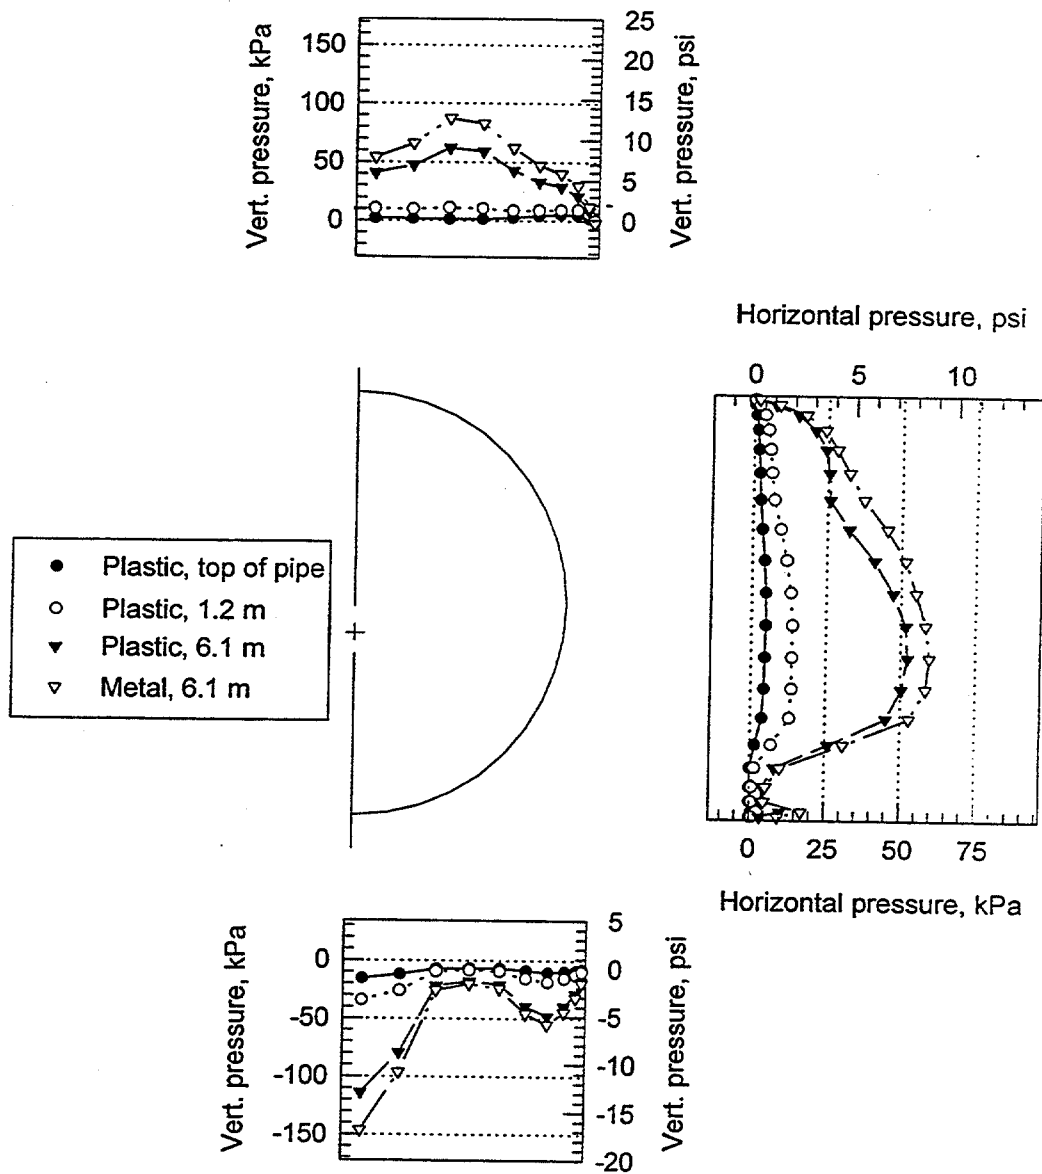 Vert. pressure, kPa
150
100
50
0
25
20
15
10
5
0
Vert. pressure, psi
Horizontal pressure, psi
0 5 10
Plastic, top of pipe
Plastic, 1.2 m
Plastic, 6.1 m
Metal, 6.1 m
0 25 50 75
Horizontal pressure, kPa
Vert. pressure, kPa
0
-50
-100
-150
5
0
-5
-10
-15
-20
Vert. pressure, psi